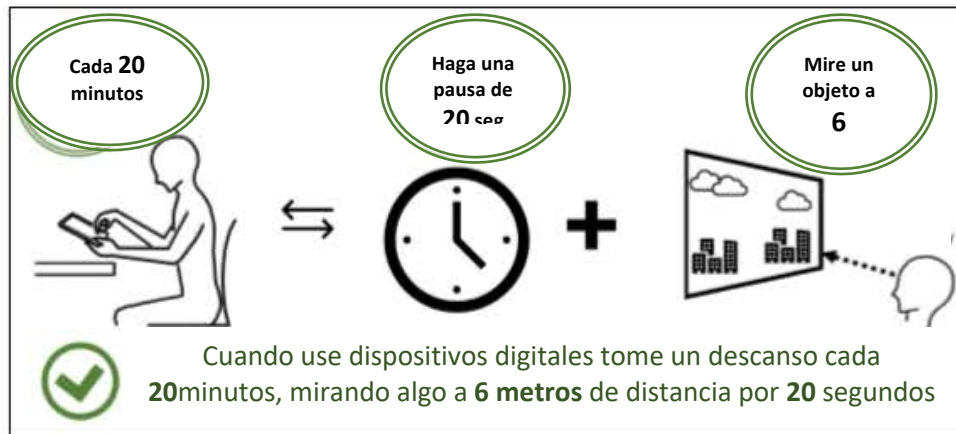 Cada 20
minutos
Haga una
pausa de
20 seg.
Mire un
objeto a
6
Cuando use dispositivos digitales tome un descanso cada
20minutos, mirando algo a 6 metros de distancia por 20 segundos